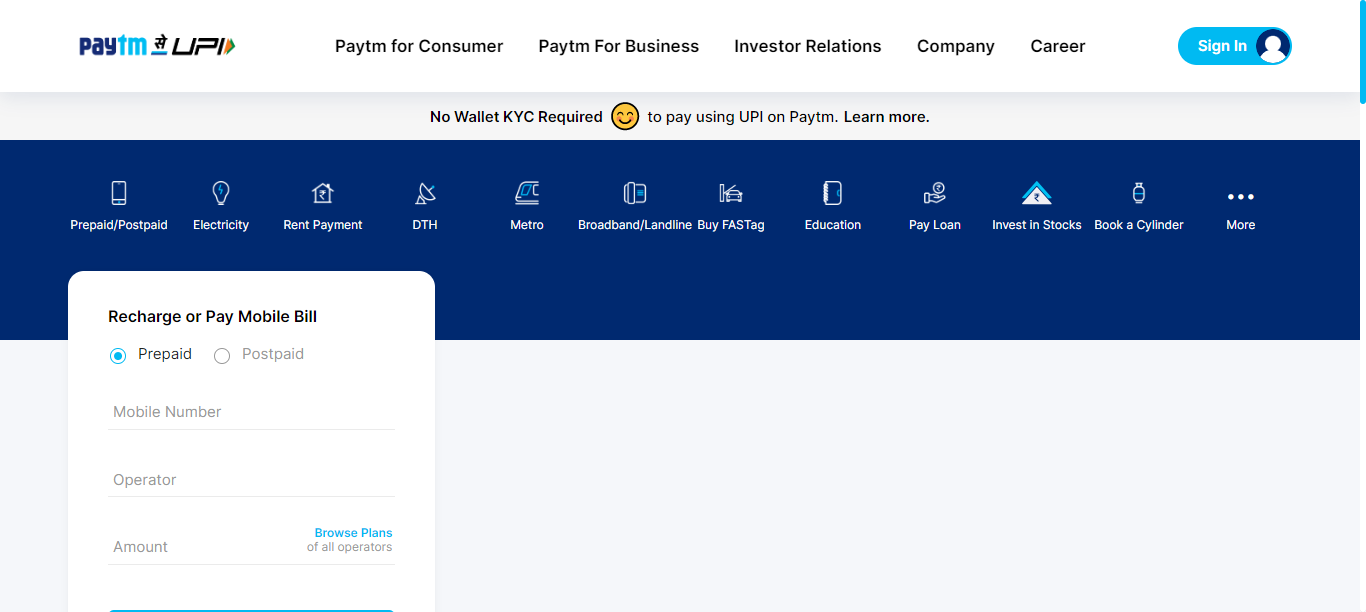 paytm से UPI
Paytm for Consumer
Paytm For Business
Investor Relations
Company
Career
Sign In
No Wallet KYC Required to pay using UPI on Paytm. Learn more.
Prepaid/Postpaid
Electricity
Rent Payment
DTH
Metro
Broadband/Landline
Buy FASTag
Education
Pay Loan
Invest in Stocks
Book a Cylinder
More
Recharge or Pay Mobile Bill
Prepaid
Postpaid
Mobile Number
Operator
Amount
Browse Plans
of all operators